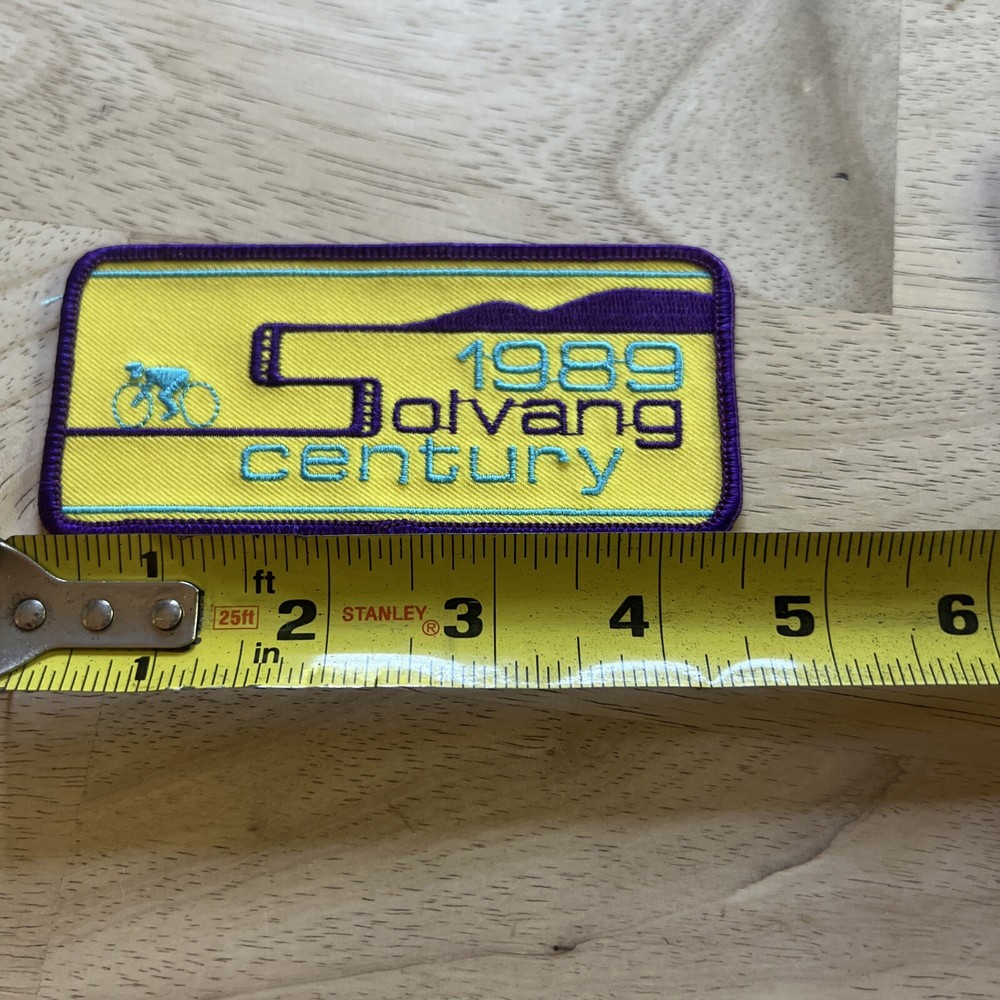 1989
Solvang
century
1 ft
25ft 2 STANLEY® 3 4 5 6
1 in